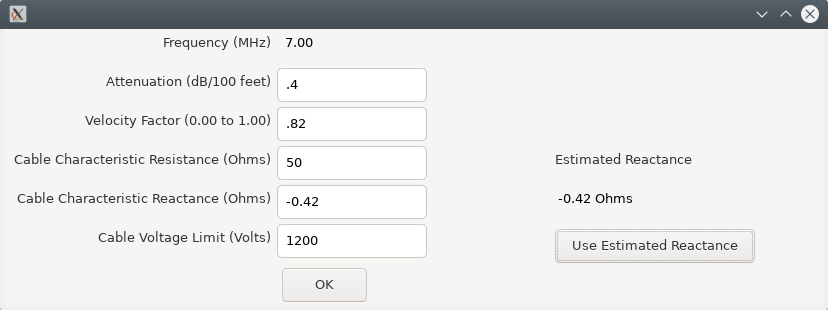 Frequency (MHz) 7.00
Attenuation (dB/100 feet) .4
Velocity Factor (0.00 to 1.00) .82
Cable Characteristic Resistance (Ohms) 50 Estimated Reactance
Cable Characteristic Reactance (Ohms) -0.42 -0.42 Ohms
Cable Voltage Limit (Volts) 1200 Use Estimated Reactance
OK